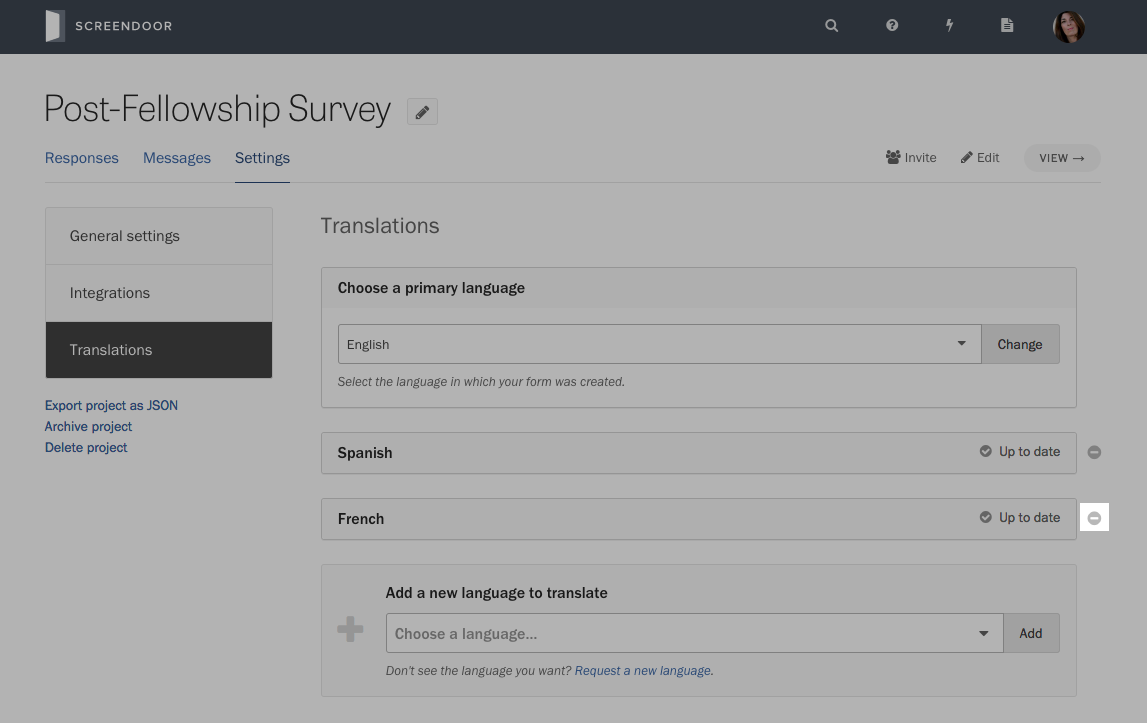 SCREENDOOR
Post-Fellowship Survey
Responses
Messages
Settings
Invite
Edit
VIEW →
General settings
Integrations
Translations
Export project as JSON
Archive project
Delete project
Translations
Choose a primary language
English
Change
Select the language in which your form was created.
Spanish
Up to date
French
Up to date
Add a new language to translate
Choose a language...
Add
Don't see the language you want? Request a new language.